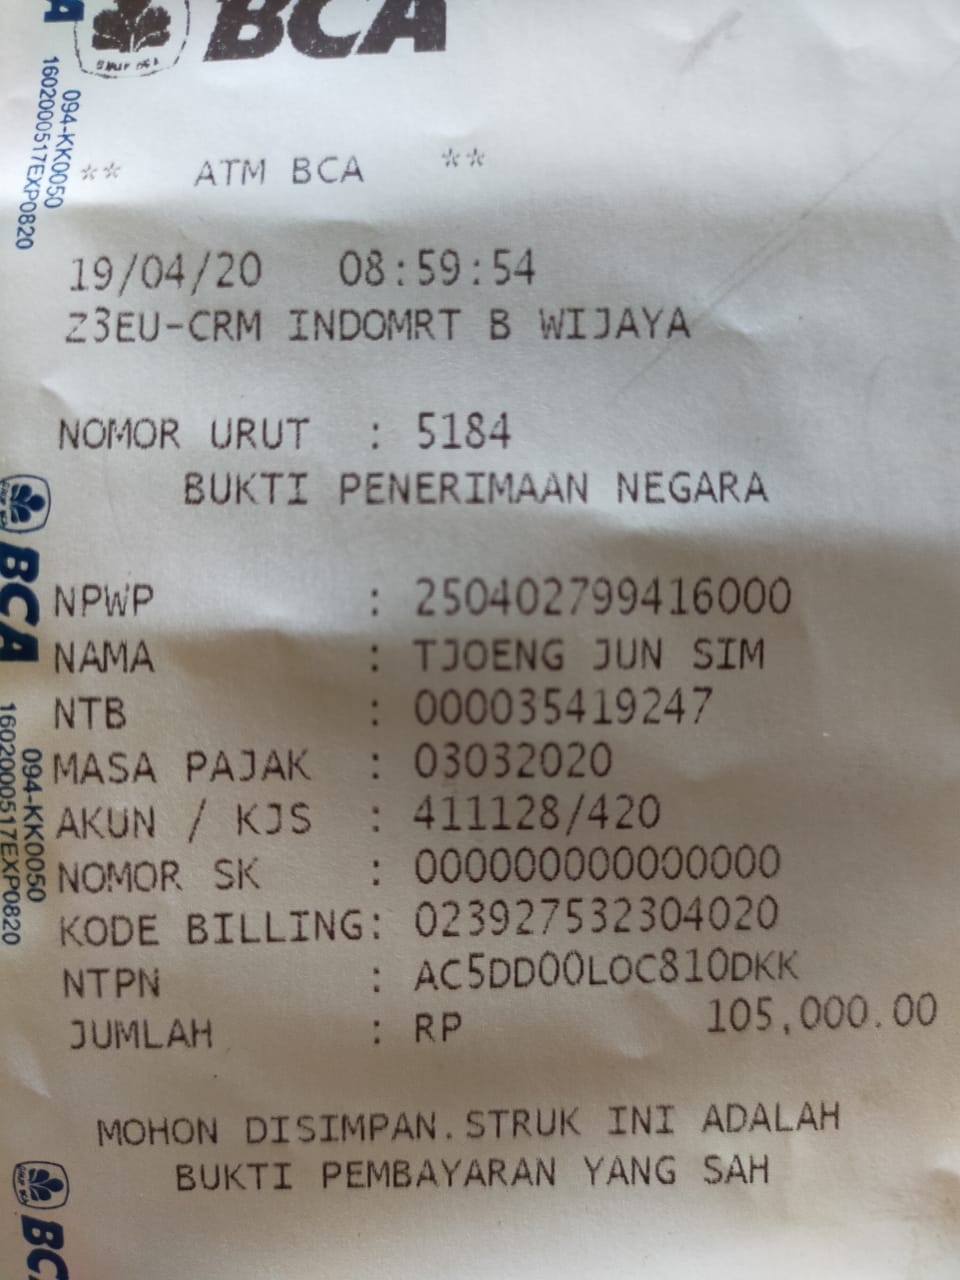 BCA
094-KK0050
1602000517EXP0820
** ATM BCA **
19/04/20 08:59:54
Z3EU-CRM INDOMRT B WIJAYA
NOMOR URUT : 5184
BUKTI PENERIMAAN NEGARA
BCA
NPWP : 250402799416000
NAMA : TJOENG JUN SIM
NTB : 000035419247
MASA PAJAK : 03032020
AKUN / KJS : 411128/420
NOMOR SK : 000000000000000
KODE BILLING: 023927532304020
NTPN : AC5DD00LOC810DKK
JUMLAH : RP 105,000.00
094-KK0050
1602000517EXP0820
MOHON DISIMPAN.STRUK INI ADALAH
BUKTI PEMBAYARAN YANG SAH